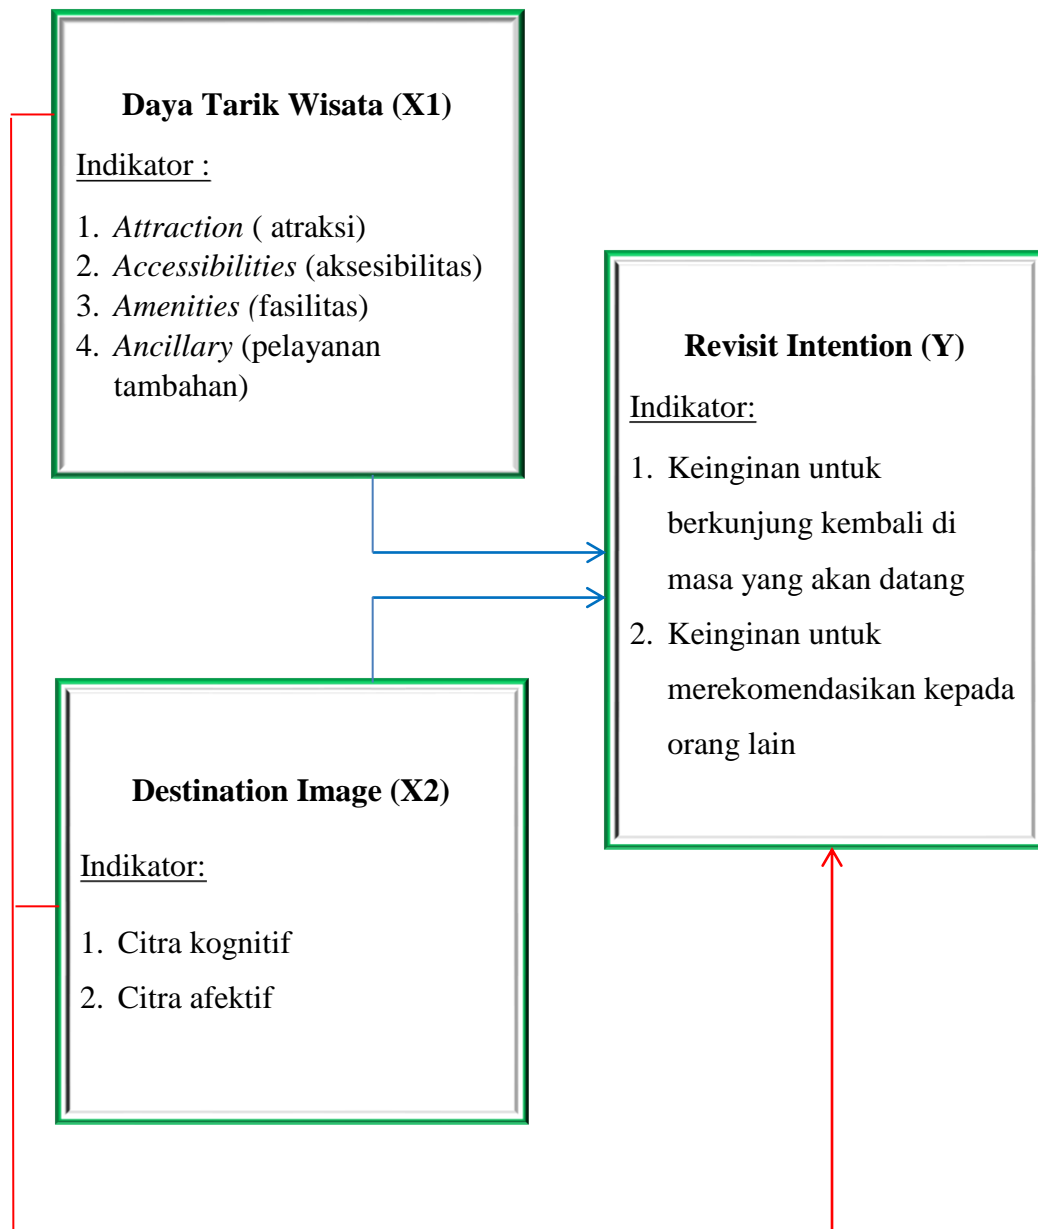 Daya Tarik Wisata (X1)
Indikator :
1. Attraction ( atraksi)
2. Accessibilities (aksesibilitas)
3. Amenities (fasilitas)
4. Ancillary (pelayanan
tambahan)
Revisit Intention (Y)
Indikator:
1. Keinginan untuk
berkunjung kembali di
masa yang akan datang
2. Keinginan untuk
merekomendasikan kepada
orang lain
Destination Image (X2)
Indikator:
1. Citra kognitif
2. Citra afektif